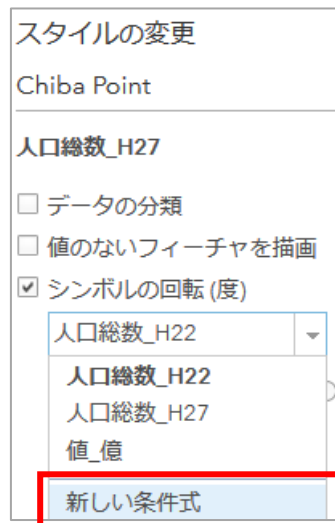 スタイルの変更
Chiba Point
人口総数_H27
データの分類
値のないフィーチャを描画
シンボルの回転 (度)
人口総数_H22
人口総数_H22
人口総数_H27
値_億
新しい条件式